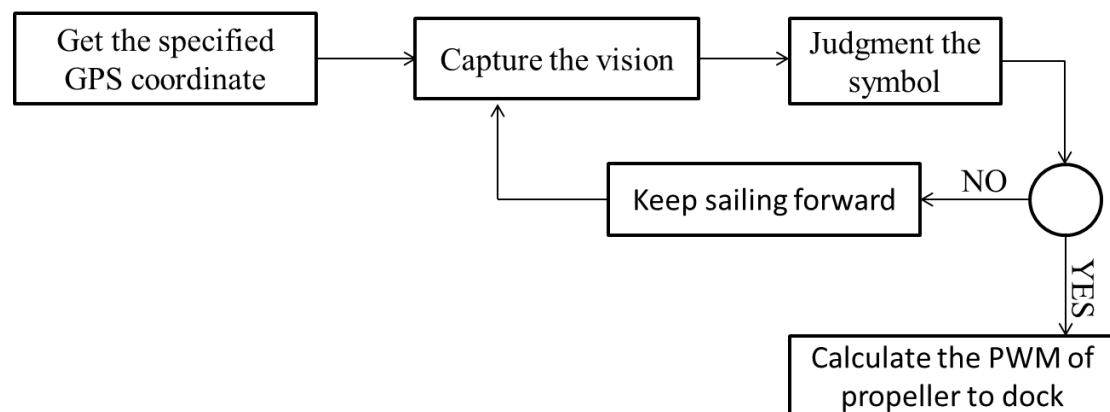 Get the specified
GPS coordinate
Capture the vision
Judgment the
symbol
Keep sailing forward
NO
YES
Calculate the PWM of
propeller to dock